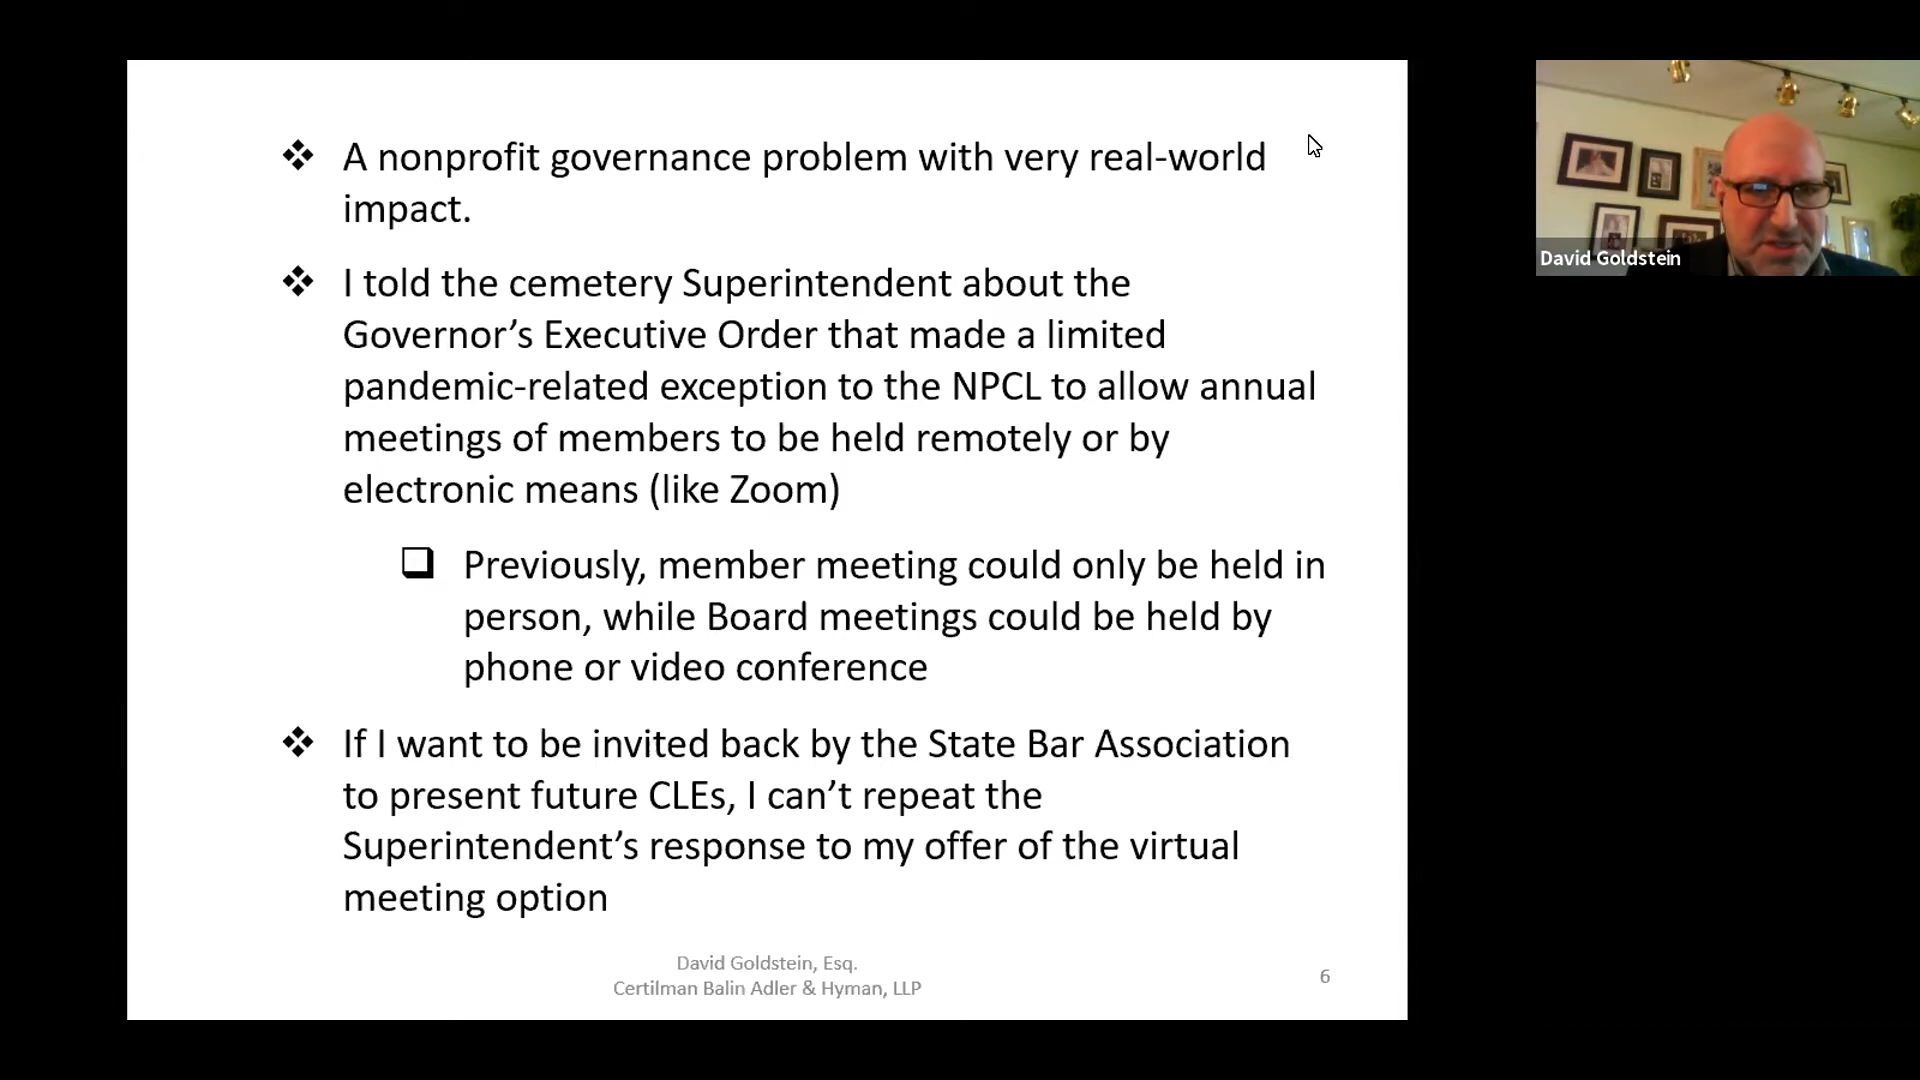 A nonprofit governance problem with very real-world
impact.
I told the cemetery Superintendent about the
Governor’s Executive Order that made a limited
pandemic-related exception to the NPCL to allow annual
meetings of members to be held remotely or by
electronic means (like Zoom)
Previously, member meeting could only be held in
person, while Board meetings could be held by
phone or video conference
If I want to be invited back by the State Bar Association
to present future CLEs, I can’t repeat the
Superintendent’s response to my offer of the virtual
meeting option
David Goldstein, Esq.
Certilman Balin Adler & Hyman, LLP
6
David Goldstein